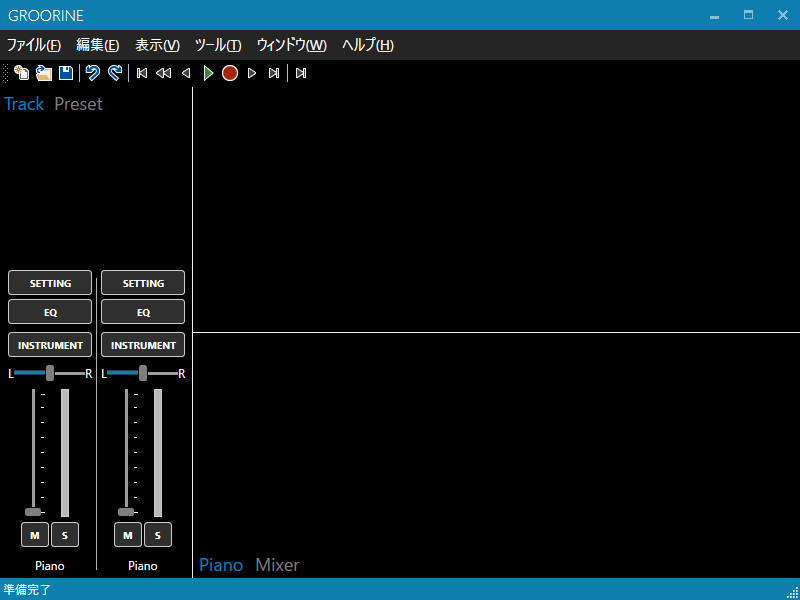 GROORINE
ファイル(F) 編集(E) 表示(V) ツール(T) ウィンドウ(W) ヘルプ(H)
Track Preset
SETTING SETTING
EQ EQ
INSTRUMENT INSTRUMENT
L R L R
M S M S
Piano Piano
Piano Mixer
準備完了